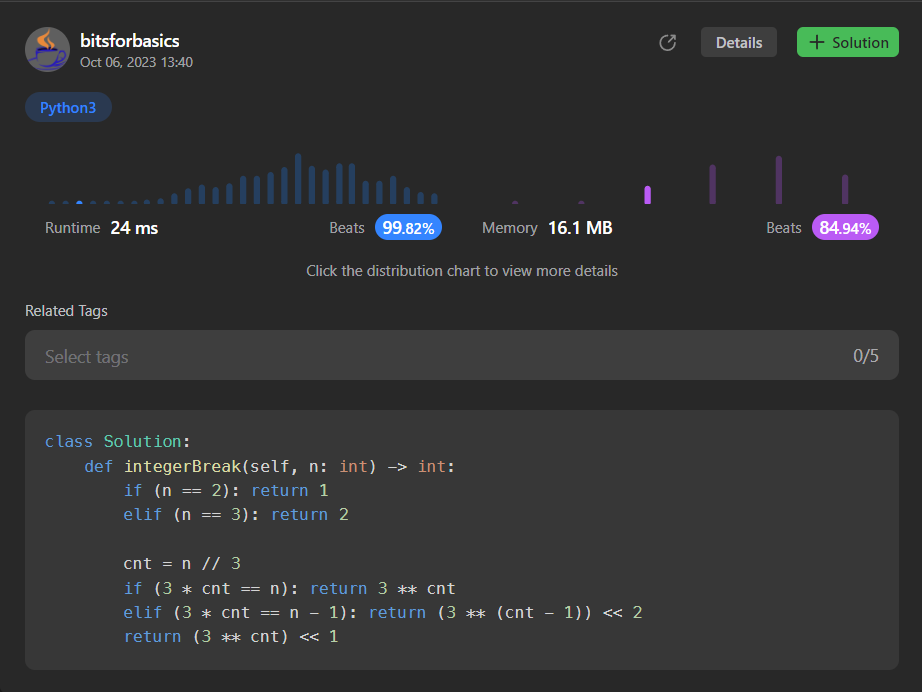 bitsforbasics
Oct 06, 2023 13:40
Details
+ Solution
Python3
Runtime 24 ms Beats 99.82% Memory 16.1 MB Beats 84.94%
Click the distribution chart to view more details
Related Tags
Select tags 0/5
class Solution:
    def integerBreak(self, n: int) -> int:
        if (n == 2): return 1
        elif (n == 3): return 2

        cnt = n // 3
        if (3 * cnt == n): return 3 ** cnt
        elif (3 * cnt == n - 1): return (3 ** (cnt - 1)) << 2
        return (3 ** cnt) << 1